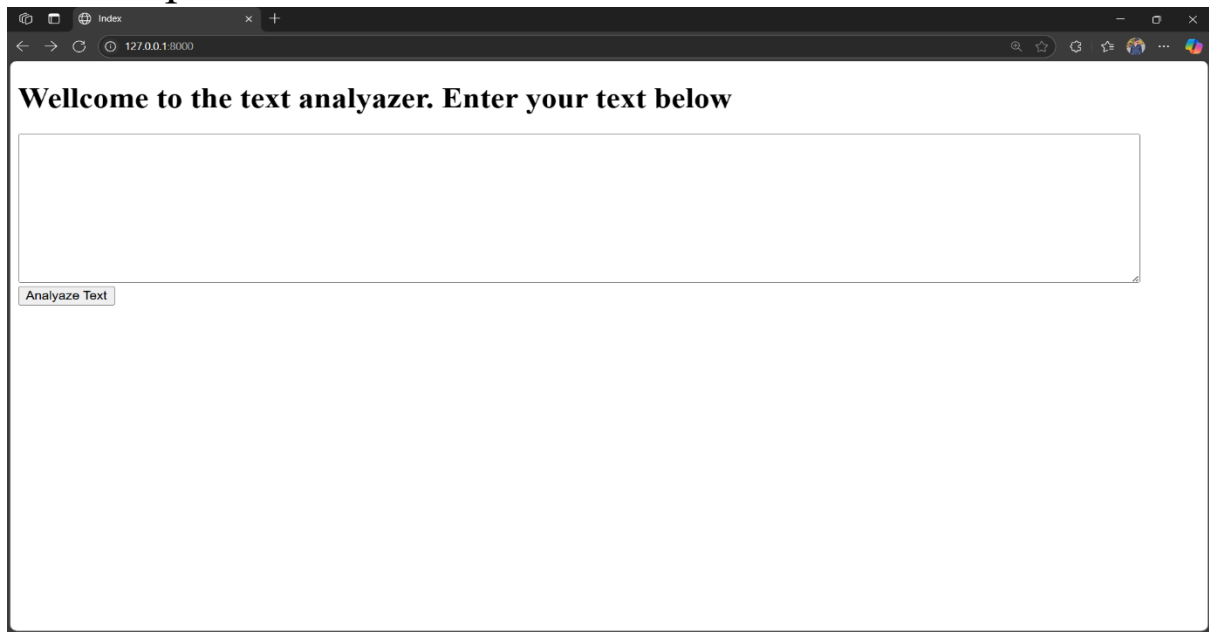 Index
127.0.0.1:8000
Wellcome to the text analyazer. Enter your text below
Analyaze Text